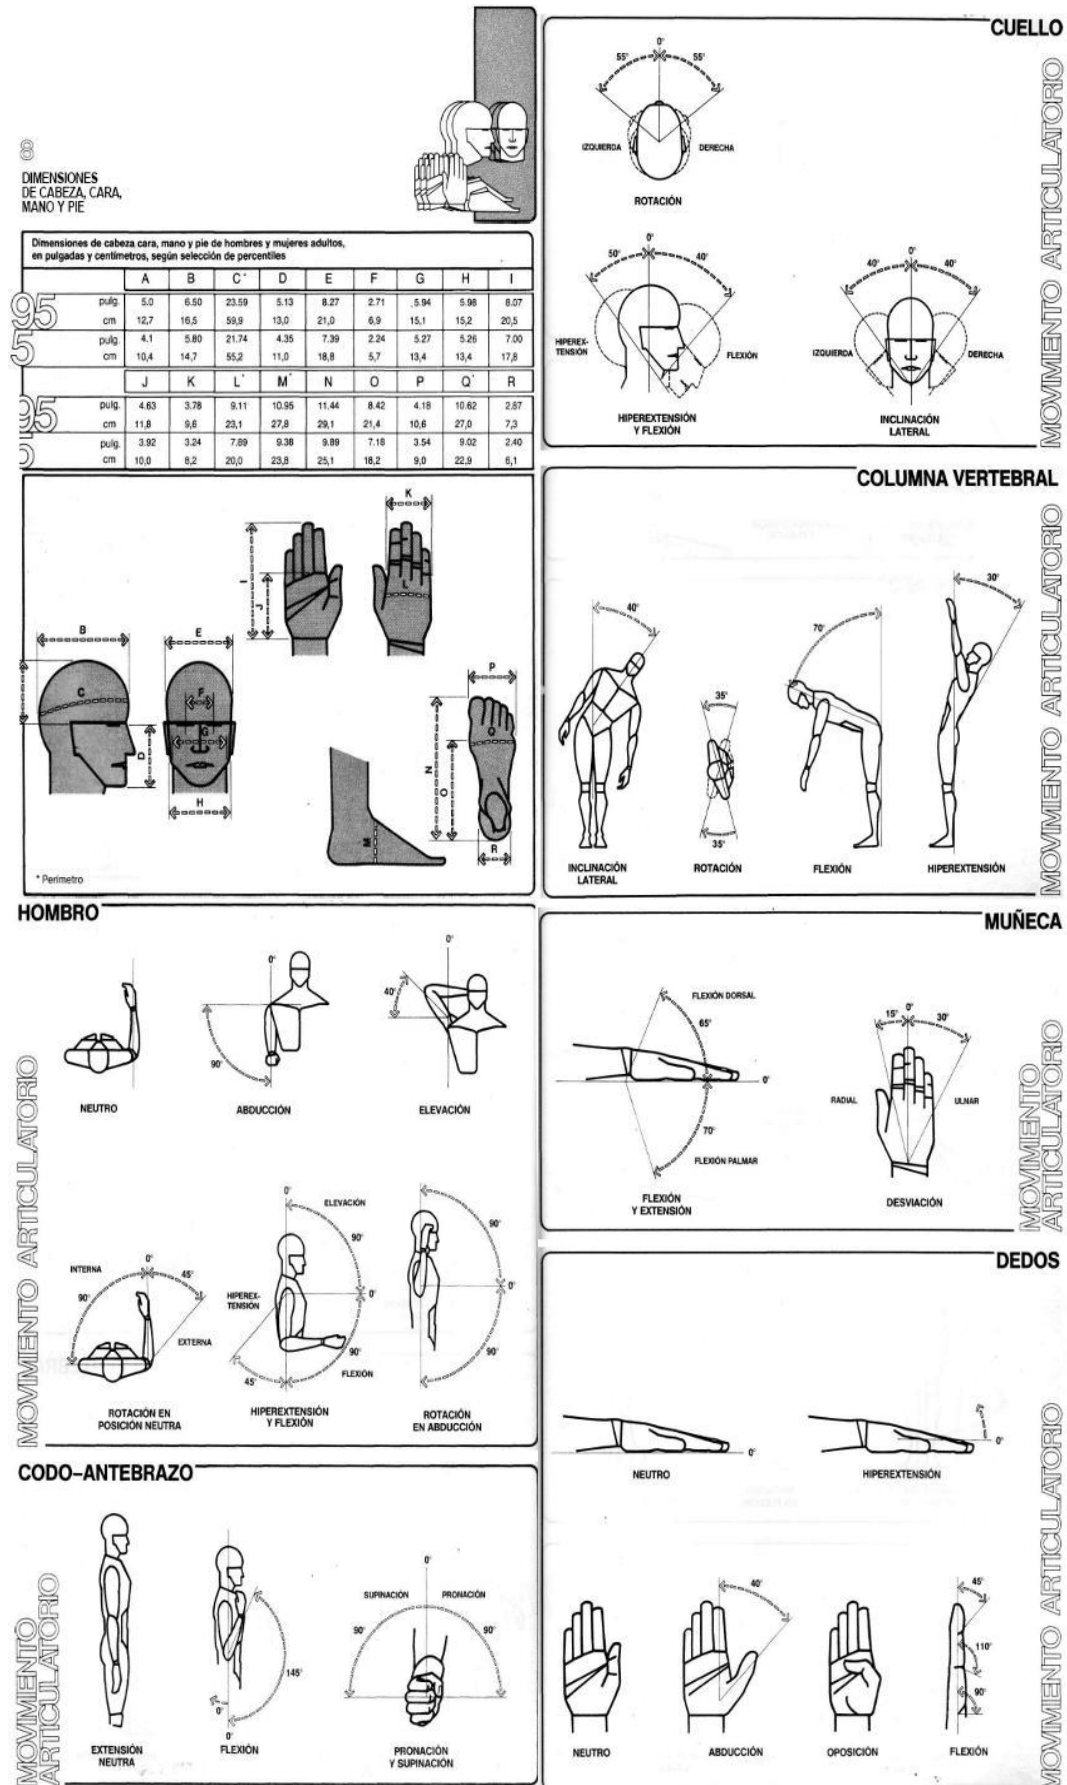 8
DIMENSIONES
DE CABEZA, CARA,
MANO Y PIE
Dimensiones de cabeza cara, mano y pie de hombres y mujeres adultos,
en pulgadas y centímetros, según selección de percentiles
A B C* D E F G H I
95 pulg. 5.0 6.50 23.59 5.13 8.27 2.71 5.94 5.98 8.07
cm 12,7 16,5 59,9 13,0 21,0 6,9 15,1 15,2 20,5
5 pulg. 4.1 5.80 21.74 4.35 7.39 2.24 5.27 5.26 7.00
cm 10,4 14,7 55,2 11,0 18,8 5,7 13,4 13,4 17,8
J K L* M* N O P Q* R
95 pulg. 4.63 3.78 9.11 10.95 11.44 8.42 4.18 10.62 2.87
cm 11,8 9,6 23,1 27,8 29,1 21,4 10,6 27,0 7,3
5 pulg. 3.92 3.24 7.89 9.38 9.89 7.18 3.54 9.02 2.40
cm 10,0 8,2 20,0 23,8 25,1 18,2 9,0 22,9 6,1
K
I
J
L
B
E
C
F
G
D
H
P
Q
N
O
M
R
* Perímetro
CUELLO
MOVIMIENTO ARTICULATORIO
0°
55° 55°
IZQUIERDA DERECHA
ROTACIÓN
0°
50° 40°
HIPEREX-
TENSIÓN
FLEXIÓN
HIPEREXTENSIÓN
Y FLEXIÓN
0°
40° 40°
IZQUIERDA DERECHA
INCLINACIÓN
LATERAL
COLUMNA VERTEBRAL
MOVIMIENTO ARTICULATORIO
40°
INCLINACIÓN
LATERAL
35°
35°
ROTACIÓN
70°
FLEXIÓN
30°
HIPEREXTENSIÓN
HOMBRO
MOVIMIENTO ARTICULATORIO
NEUTRO
0°
90°
ABDUCCIÓN
0°
40°
ELEVACIÓN
INTERNA
0°
45°
90°
EXTERNA
ROTACIÓN EN
POSICIÓN NEUTRA
0°
ELEVACIÓN
90°
HIPEREX-
TENSIÓN
0°
90°
FLEXIÓN
45°
HIPEREXTENSIÓN
Y FLEXIÓN
90°
0°
90°
ROTACIÓN
EN ABDUCCIÓN
MUÑECA
MOVIMIENTO
ARTICULATORIO
FLEXIÓN DORSAL
65°
0°
70°
FLEXIÓN PALMAR
FLEXIÓN
Y EXTENSIÓN
15° 0° 30°
RADIAL ULNAR
DESVIACIÓN
CODO-ANTEBRAZO
MOVIMIENTO
ARTICULATORIO
EXTENSIÓN
NEUTRA
0°
145°
0°
0°
FLEXIÓN
0°
SUPINACIÓN PRONACIÓN
90° 90°
PRONACIÓN
Y SUPINACIÓN
DEDOS
MOVIMIENTO ARTICULATORIO
0°
NEUTRO
0°
HIPEREXTENSIÓN
NEUTRO
40°
ABDUCCIÓN
OPOSICIÓN
45°
110°
90°
FLEXIÓN